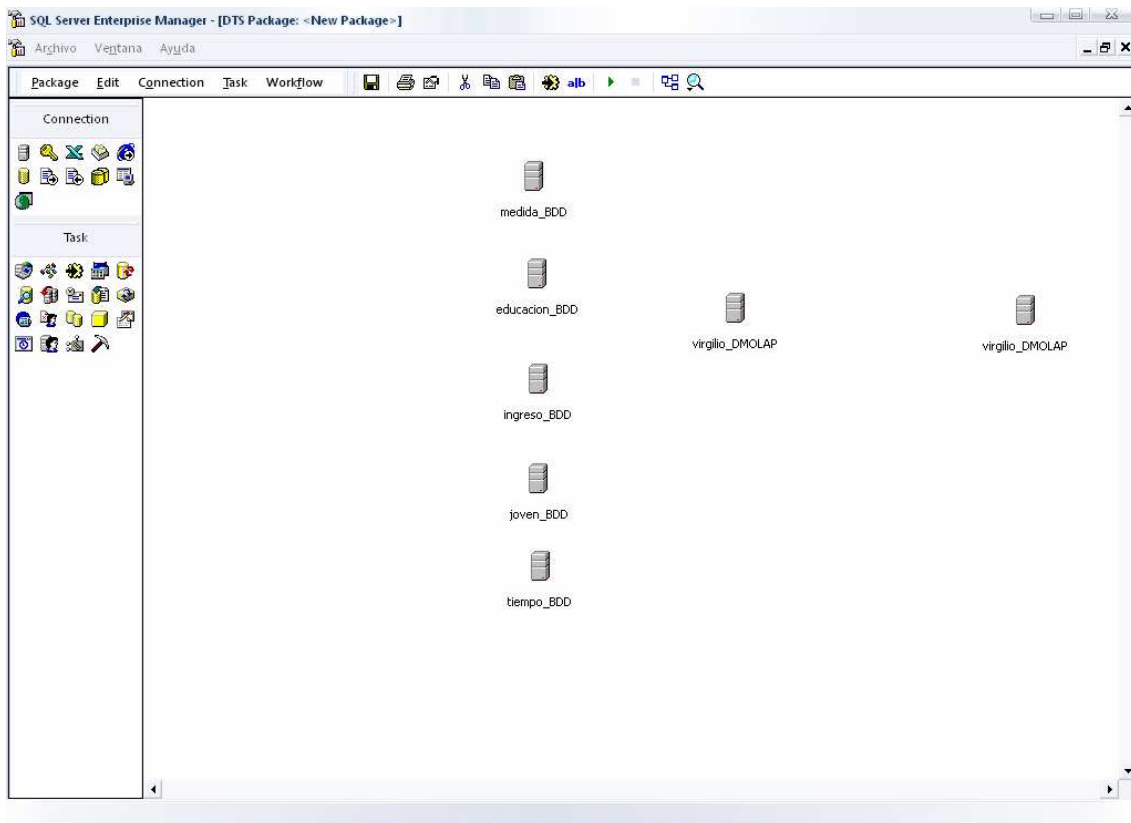 SQL Server Enterprise Manager - [DTS Package: <New Package>]
Archivo Ventana Ayuda
Package Edit Connection Task Workflow
a|b
Connection
Task
medida_BDD
educacion_BDD
virgilio_DMOLAP
virgilio_DMOLAP
ingreso_BDD
joven_BDD
tiempo_BDD